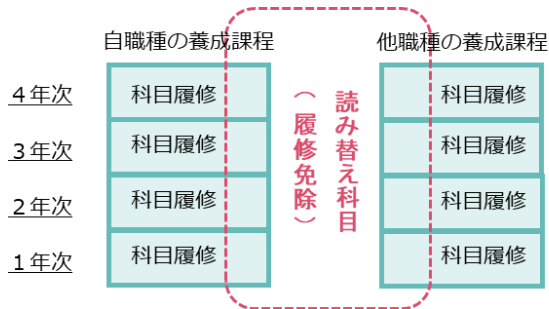 自職種の養成課程
他職種の養成課程
４年次
科目履修
科目履修
３年次
科目履修
科目履修
２年次
科目履修
科目履修
１年次
科目履修
科目履修
読み替え科目
（履修免除）